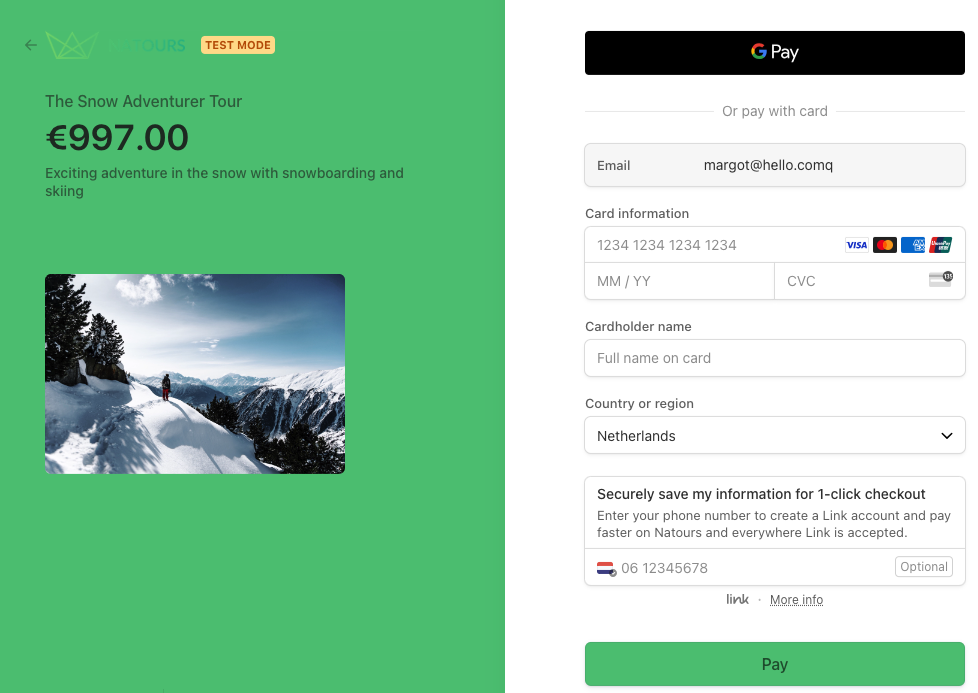 NATOURS TEST MODE
The Snow Adventurer Tour
€997.00
Exciting adventure in the snow with snowboarding and
skiing
G Pay
Or pay with card
Email margot@hello.comq
Card information
1234 1234 1234 1234 VISA AMEX UnionPay
MM / YY CVC 135
Cardholder name
Full name on card
Country or region
Netherlands
Securely save my information for 1-click checkout
Enter your phone number to create a Link account and pay
faster on Natours and everywhere Link is accepted.
06 12345678 Optional
link · More info
Pay